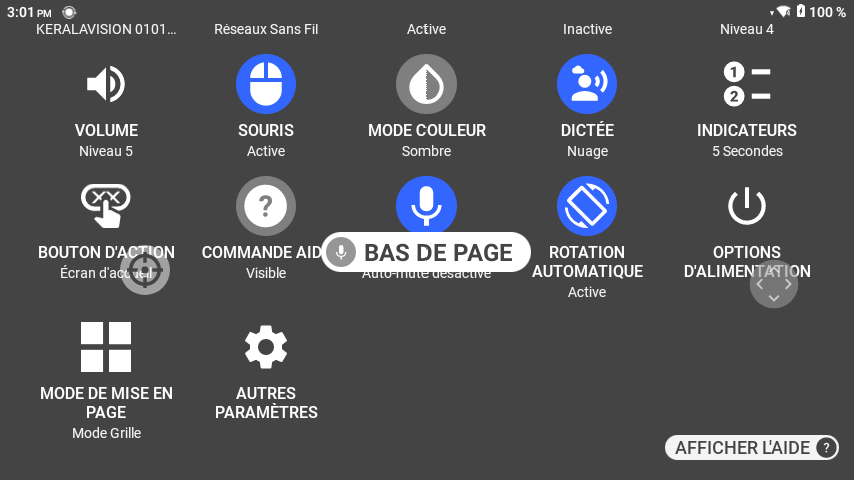 3:01 PM
100 %
KERALAVISION 0101...
Réseaux Sans Fil
Active
Inactive
Niveau 4
VOLUME
Niveau 5
SOURIS
Active
MODE COULEUR
Sombre
DICTÉE
Nuage
1
2
INDICATEURS
5 Secondes
BOUTON D'ACTION
Écran d'accueil
?
COMMANDE AID
Visible
BAS DE PAGE
Auto-mute désactivé
ROTATION
AUTOMATIQUE
Active
OPTIONS
D'ALIMENTATION
MODE DE MISE EN
PAGE
Mode Grille
AUTRES
PARAMÈTRES
AFFICHER L'AIDE ?